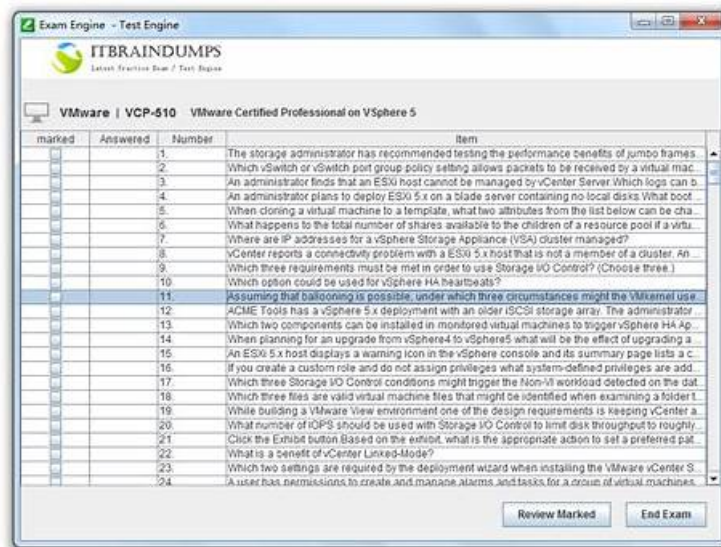 Exam Engine - Test Engine
ITBRAINDUMPS
Latest Practice Exam / Test Engine
VMware | VCP-510 VMware Certified Professional on VSphere 5
marked Answered Number Item
1. The storage administrator has recommended testing the performance benefits of jumbo frames...
2. Which vSwitch or vSwitch port group policy setting allows packets to be received by a virtual mac...
3. An administrator finds that an ESXi host cannot be managed by vCenter Server.Which logs can b...
4. An administrator plans to deploy ESXi 5.x on a blade server containing no local disks.What boot ...
5. When cloning a virtual machine to a template, what two attributes from the list below can be cha...
6. What happens to the total number of shares available to the children of a resource pool if a virtu...
7. Where are IP addresses for a vSphere Storage Appliance (VSA) cluster managed?
8. vCenter reports a connectivity problem with a ESXi 5.x host that is not a member of a cluster. An ...
9. Which three requirements must be met in order to use Storage I/O Control? (Choose three.)
10. Which option could be used for vSphere HA heartbeats?
11. Assuming that ballooning is possible, under which three circumstances might the VMkernel use...
12. ACME Tools has a vSphere 5.x deployment with an older iSCSI storage array. The administrator ...
13. Which two components can be installed in monitored virtual machines to trigger vSphere HA Ap...
14. When planning for an upgrade from vSphere4 to vSphere5 what will be the effect of upgrading a ...
15. An ESXi 5.x host displays a warning icon in the vSphere console and its summary page lists a c...
16. If you create a custom role and do not assign privileges what system-defined privileges are add...
17. Which three Storage I/O Control conditions might trigger the Non-VI workload detected on the dat...
18. Which three files are valid virtual machine files that might be identified when examining a folder t...
19. While building a VMware View environment one of the design requirements is keeping vCenter a...
20. What number of IOPS should be used with Storage I/O Control to limit disk throughput to roughly...
21. Click the Exhibit button.Based on the exhibit, what is the appropriate action to set a preferred pat...
22. What is a benefit of vCenter Linked-Mode?
23. Which two settings are required by the deployment wizard when installing the VMware vCenter S...
24. A user has permissions to create and manage alarms and tasks for a group of virtual machines...
Review Marked End Exam